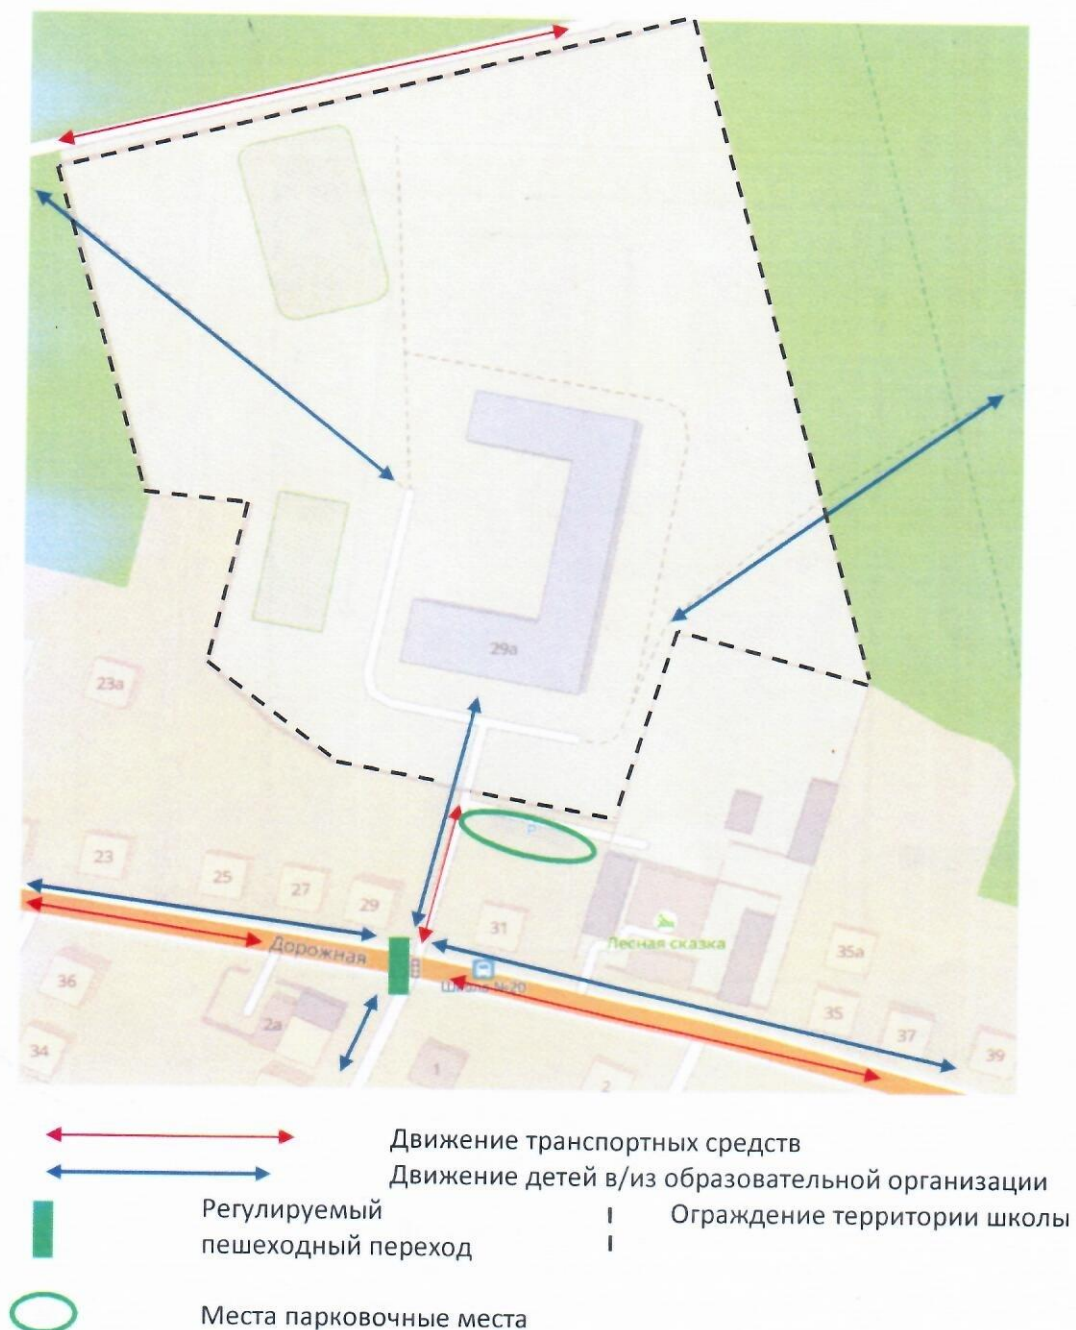 29а
23а
P
23
25
27
29
31
Дорожная
Лесная сказка
35а
36
Школа №20
2а
35
37
34
1
39
2
Движение транспортных средств
Движение детей в/из образовательной организации
Регулируемый
пешеходный переход
Ограждение территории школы
Места парковочные места